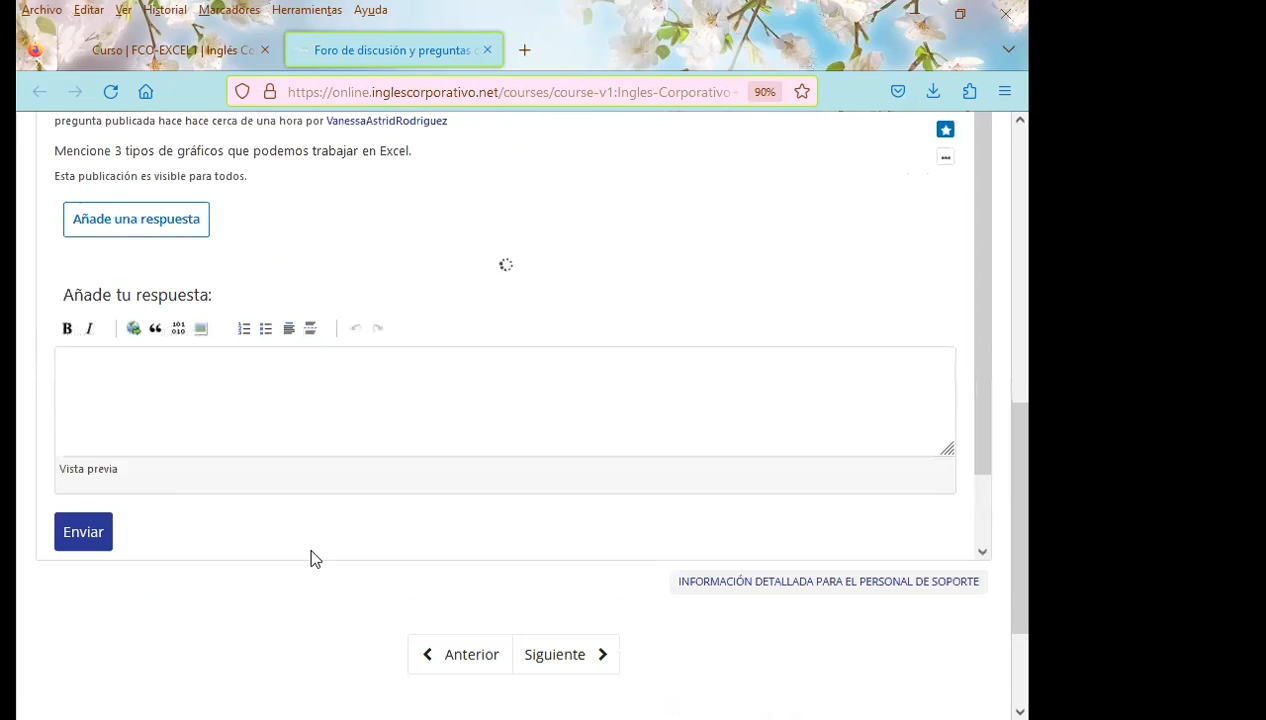 Archivo Editar Ver Historial Marcadores Herramientas Ayuda
Curso | FCO-EXCEL1 | Inglés Co
Foro de discusión y preguntas
https://online.inglescorporativo.net/courses/course-v1:Ingles-Corporativo 90%
pregunta publicada hace hace cerca de una hora por VanessaAstridRodriguez
Mencione 3 tipos de gráficos que podemos trabajar en Excel.
Esta publicación es visible para todos.
Añade una respuesta
Añade tu respuesta:
B I
Vista previa
Enviar
INFORMACIÓN DETALLADA PARA EL PERSONAL DE SOPORTE
Anterior Siguiente